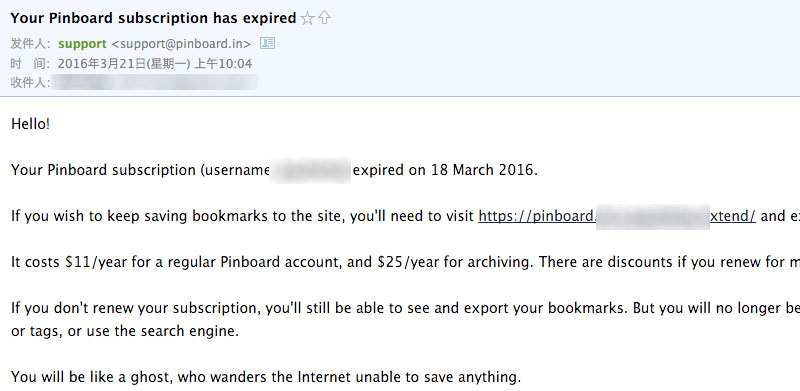 Your Pinboard subscription has expired
发件人: support <support@pinboard.in>
时 间: 2016年3月21日(星期一) 上午10:04
收件人:
Hello!
Your Pinboard subscription (username expired on 18 March 2016.
If you wish to keep saving bookmarks to the site, you'll need to visit https://pinboard. xtend/ and e
It costs $11/year for a regular Pinboard account, and $25/year for archiving. There are discounts if you renew for m
If you don't renew your subscription, you'll still be able to see and export your bookmarks. But you will no longer be
or tags, or use the search engine.
You will be like a ghost, who wanders the Internet unable to save anything.